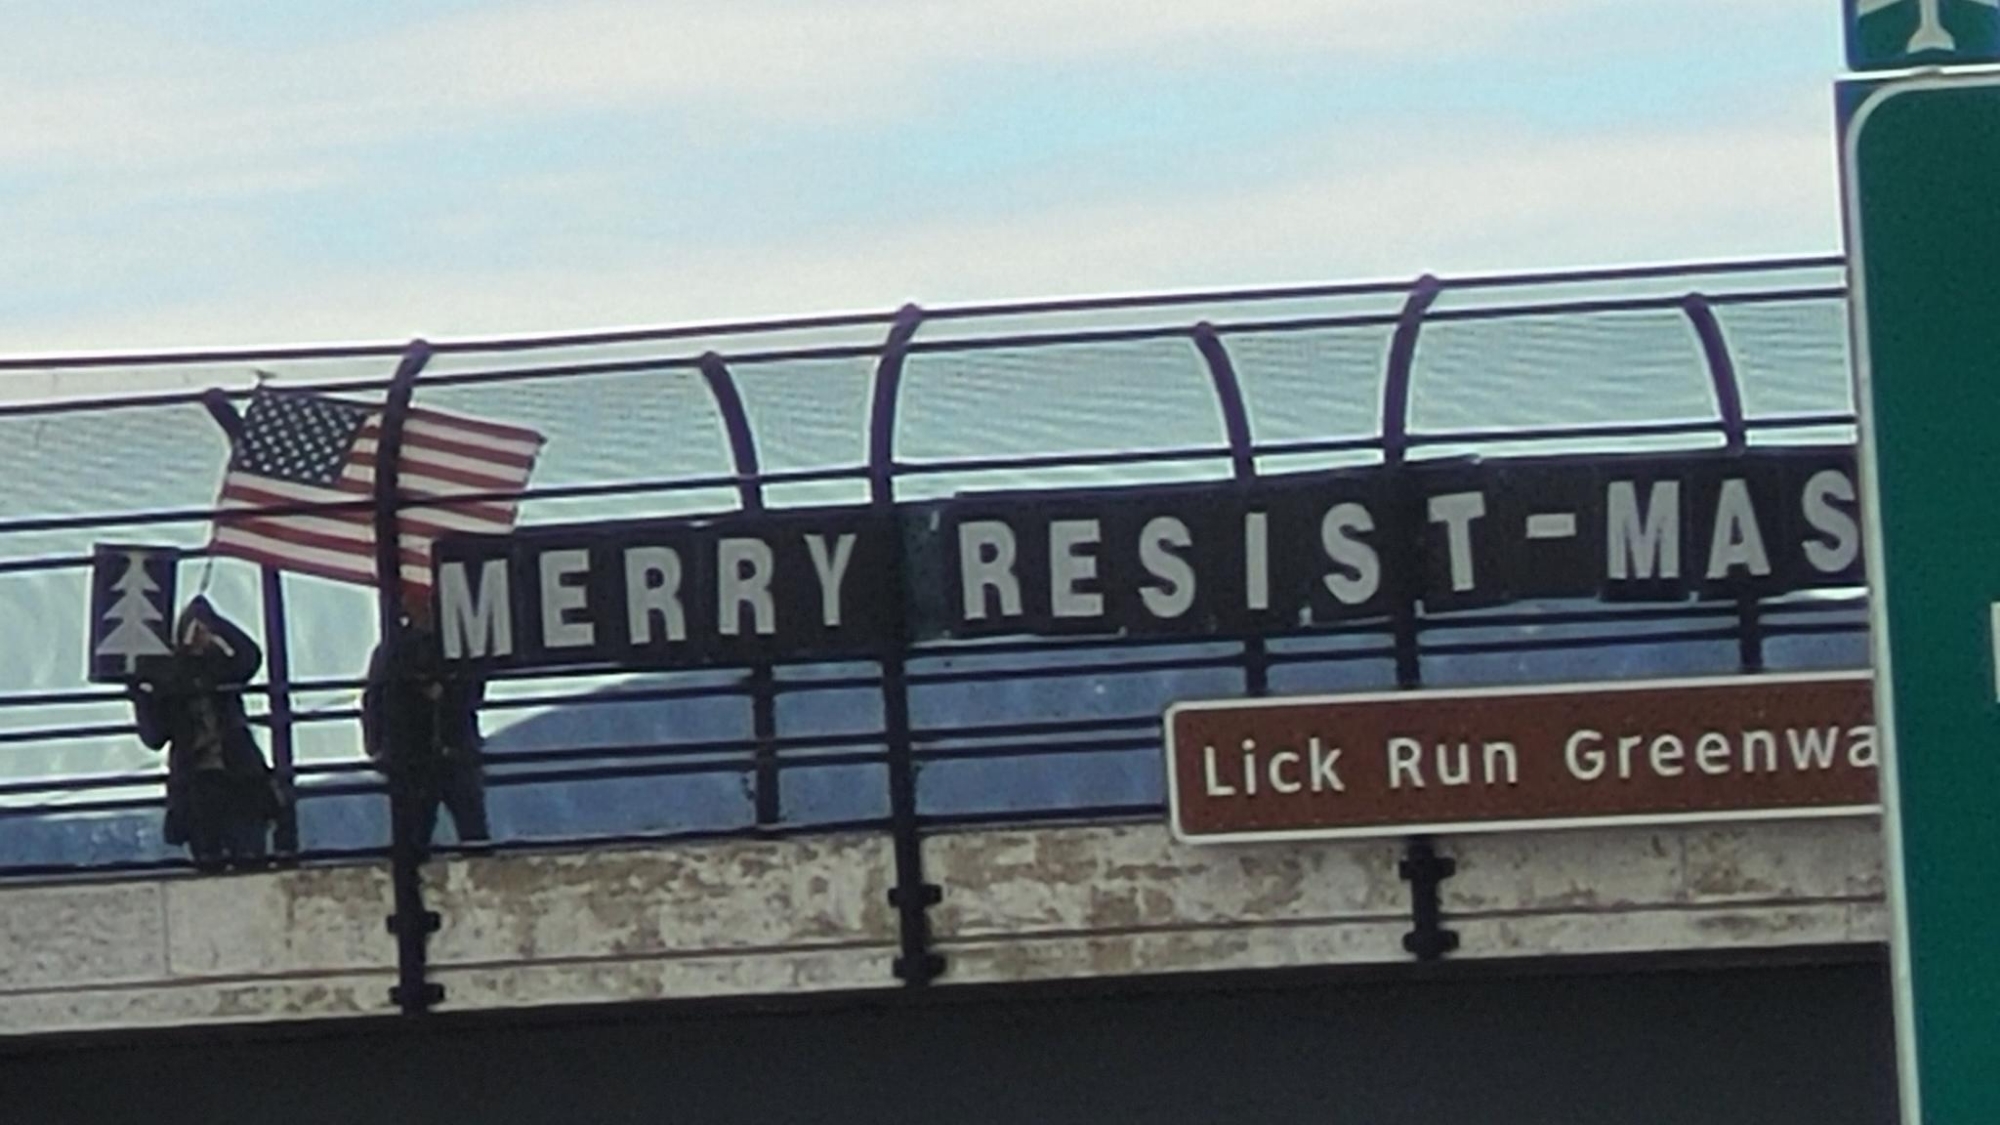 MERRY RESIST-MAS
Lick Run Greenwa